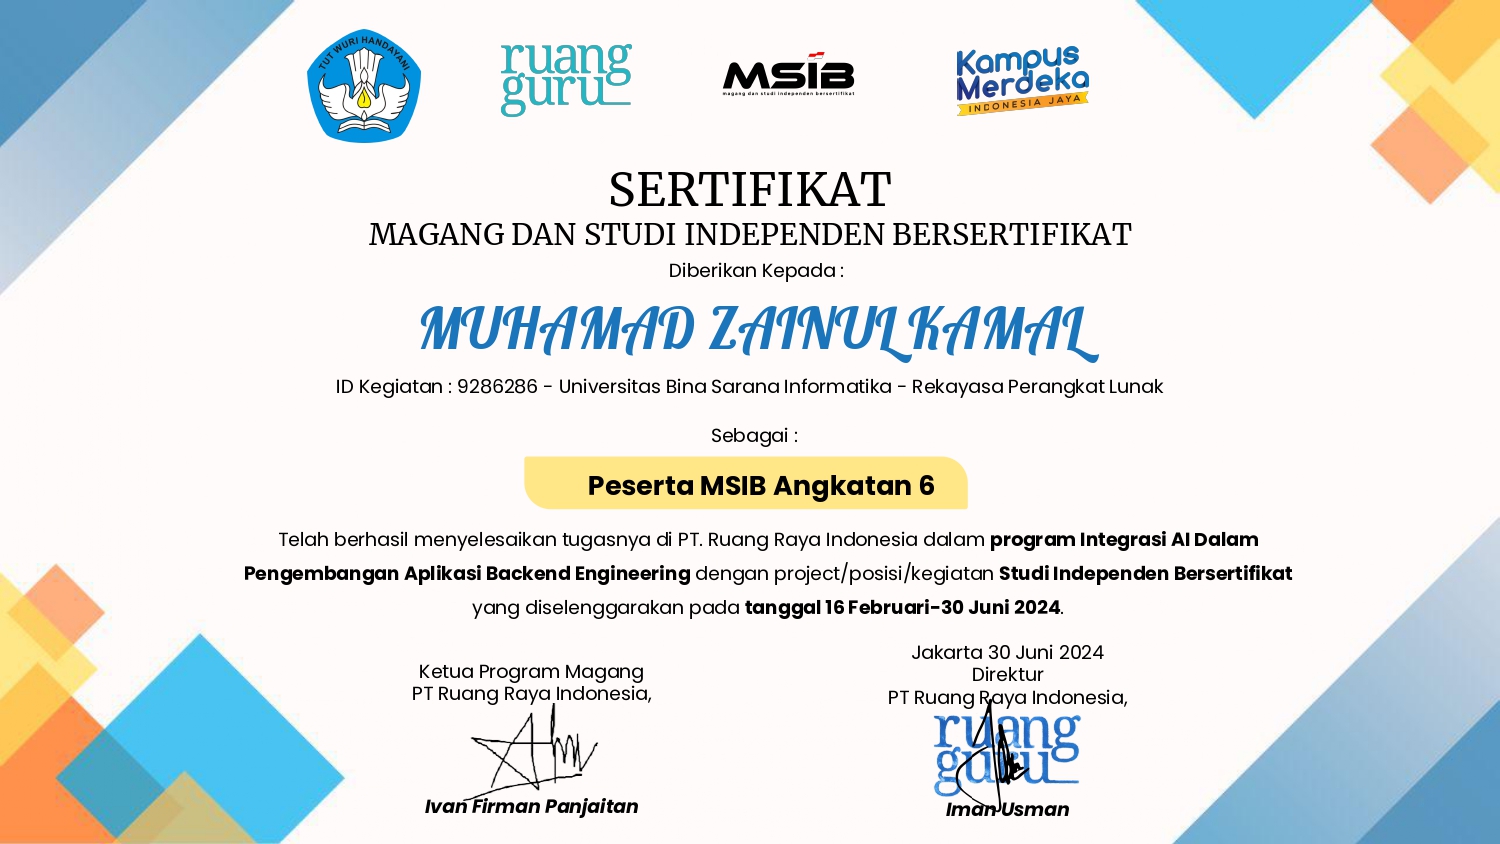 TUT WURI HANDAYANI
ruang
guru
MSIB
magang dan studi independen bersertifikat
Kampus
Merdeka
INDONESIA JAYA
SERTIFIKAT
MAGANG DAN STUDI INDEPENDEN BERSERTIFIKAT
Diberikan Kepada :
MUHAMAD ZAINUL KAMAL
ID Kegiatan : 9286286 - Universitas Bina Sarana Informatika - Rekayasa Perangkat Lunak
Sebagai :
Peserta MSIB Angkatan 6
Telah berhasil menyelesaikan tugasnya di PT. Ruang Raya Indonesia dalam program Integrasi AI Dalam
Pengembangan Aplikasi Backend Engineering dengan project/posisi/kegiatan Studi Independen Bersertifikat
yang diselenggarakan pada tanggal 16 Februari-30 Juni 2024.
Ketua Program Magang
PT Ruang Raya Indonesia,
Ivan Firman Panjaitan
Jakarta 30 Juni 2024
Direktur
PT Ruang Raya Indonesia,
ruang
guru
Iman Usman